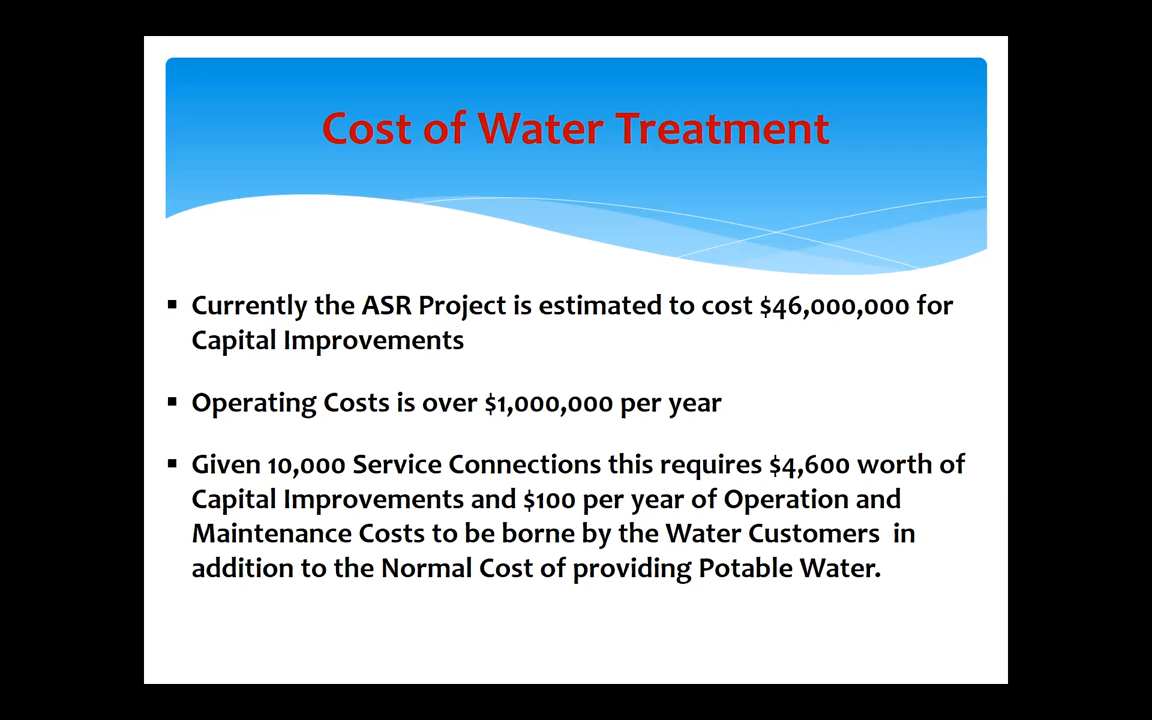 Cost of Water Treatment
▪ Currently the ASR Project is estimated to cost $46,000,000 for
Capital Improvements
▪ Operating Costs is over $1,000,000 per year
▪ Given 10,000 Service Connections this requires $4,600 worth of
Capital Improvements and $100 per year of Operation and
Maintenance Costs to be borne by the Water Customers  in
addition to the Normal Cost of providing Potable Water.